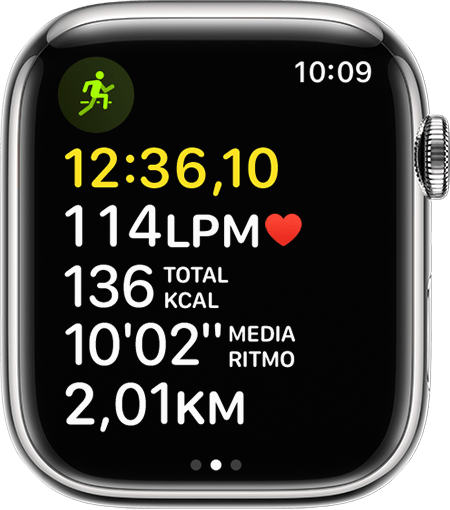 10:09
12:36,10
114LPM
136 TOTAL KCAL
10'02" MEDIA RITMO
2,01KM